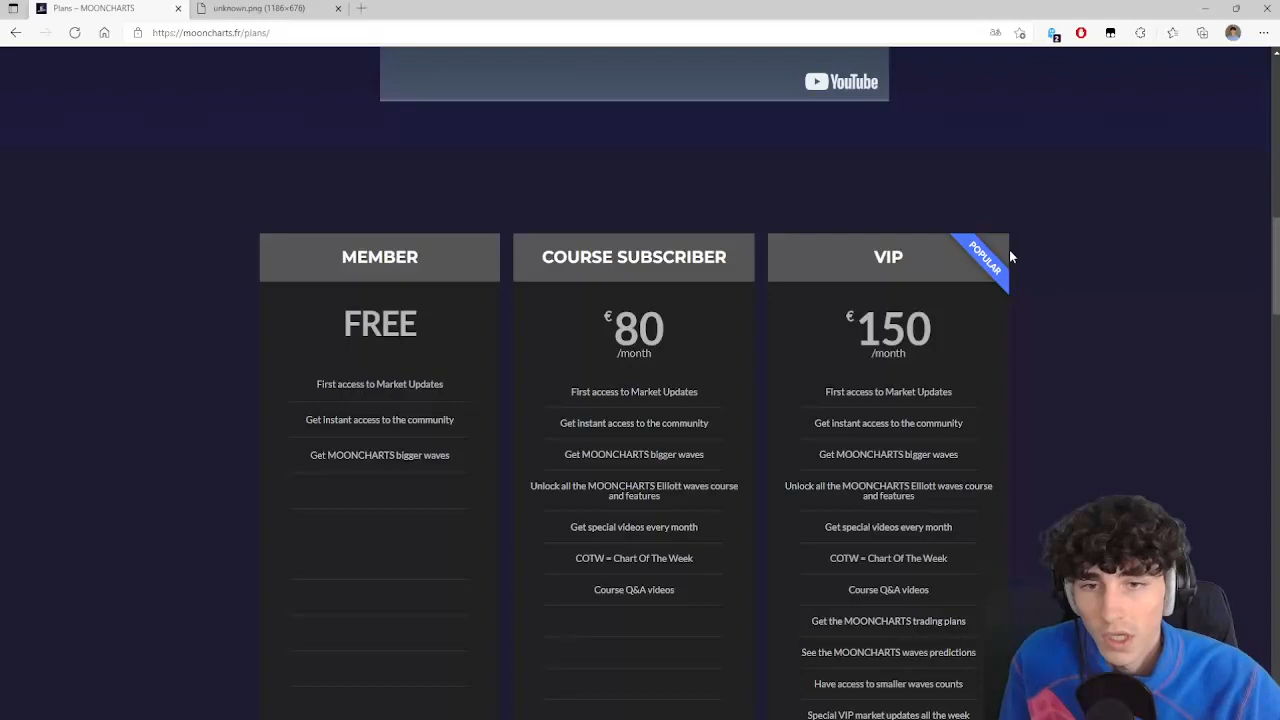 Plans – MOONCHARTS
unknown.png (1186×676)
https://mooncharts.fr/plans/
2
YouTube
MEMBER
FREE
First access to Market Updates
Get instant access to the community
Get MOONCHARTS bigger waves
COURSE SUBSCRIBER
€80
/month
First access to Market Updates
Get instant access to the community
Get MOONCHARTS bigger waves
Unlock all the MOONCHARTS Elliott waves course
and features
Get special videos every month
COTW = Chart Of The Week
Course Q&A videos
VIP
POPULAR
€150
/month
First access to Market Updates
Get instant access to the community
Get MOONCHARTS bigger waves
Unlock all the MOONCHARTS Elliott waves course
and features
Get special videos every month
COTW = Chart Of The Week
Course Q&A videos
Get the MOONCHARTS trading plans
See the MOONCHARTS waves predictions
Have access to smaller waves counts
Special VIP market updates all the week